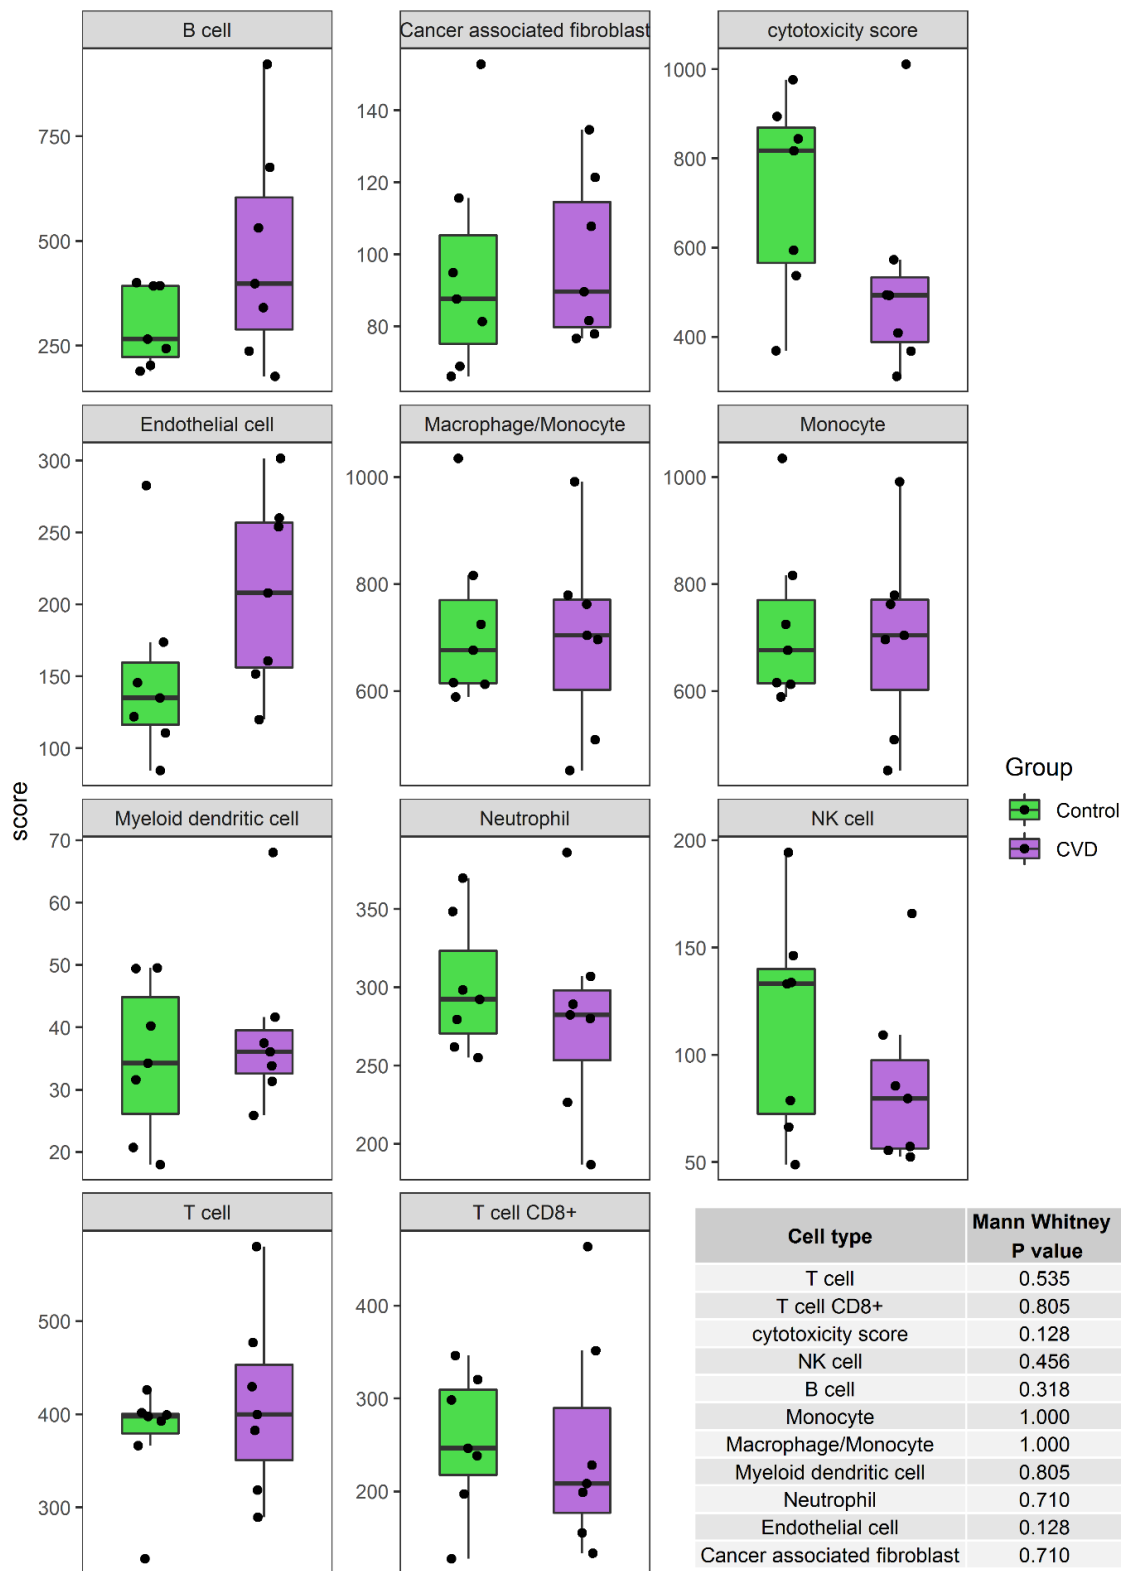 B cell
Cancer associated fibroblast
cytotoxicity score
750
500
250
140
120
100
80
1000
800
600
400
Endothelial cell
Macrophage/Monocyte
Monocyte
300
250
200
150
100
1000
800
600
1000
800
600
score
Group
Control
CVD
Myeloid dendritic cell
Neutrophil
NK cell
70
60
50
40
30
20
350
300
250
200
200
150
100
50
T cell
T cell CD8+
500
400
300
400
300
200
Cell type Mann Whitney P value
T cell 0.535
T cell CD8+ 0.805
cytotoxicity score 0.128
NK cell 0.456
B cell 0.318
Monocyte 1.000
Macrophage/Monocyte 1.000
Myeloid dendritic cell 0.805
Neutrophil 0.710
Endothelial cell 0.128
Cancer associated fibroblast 0.710